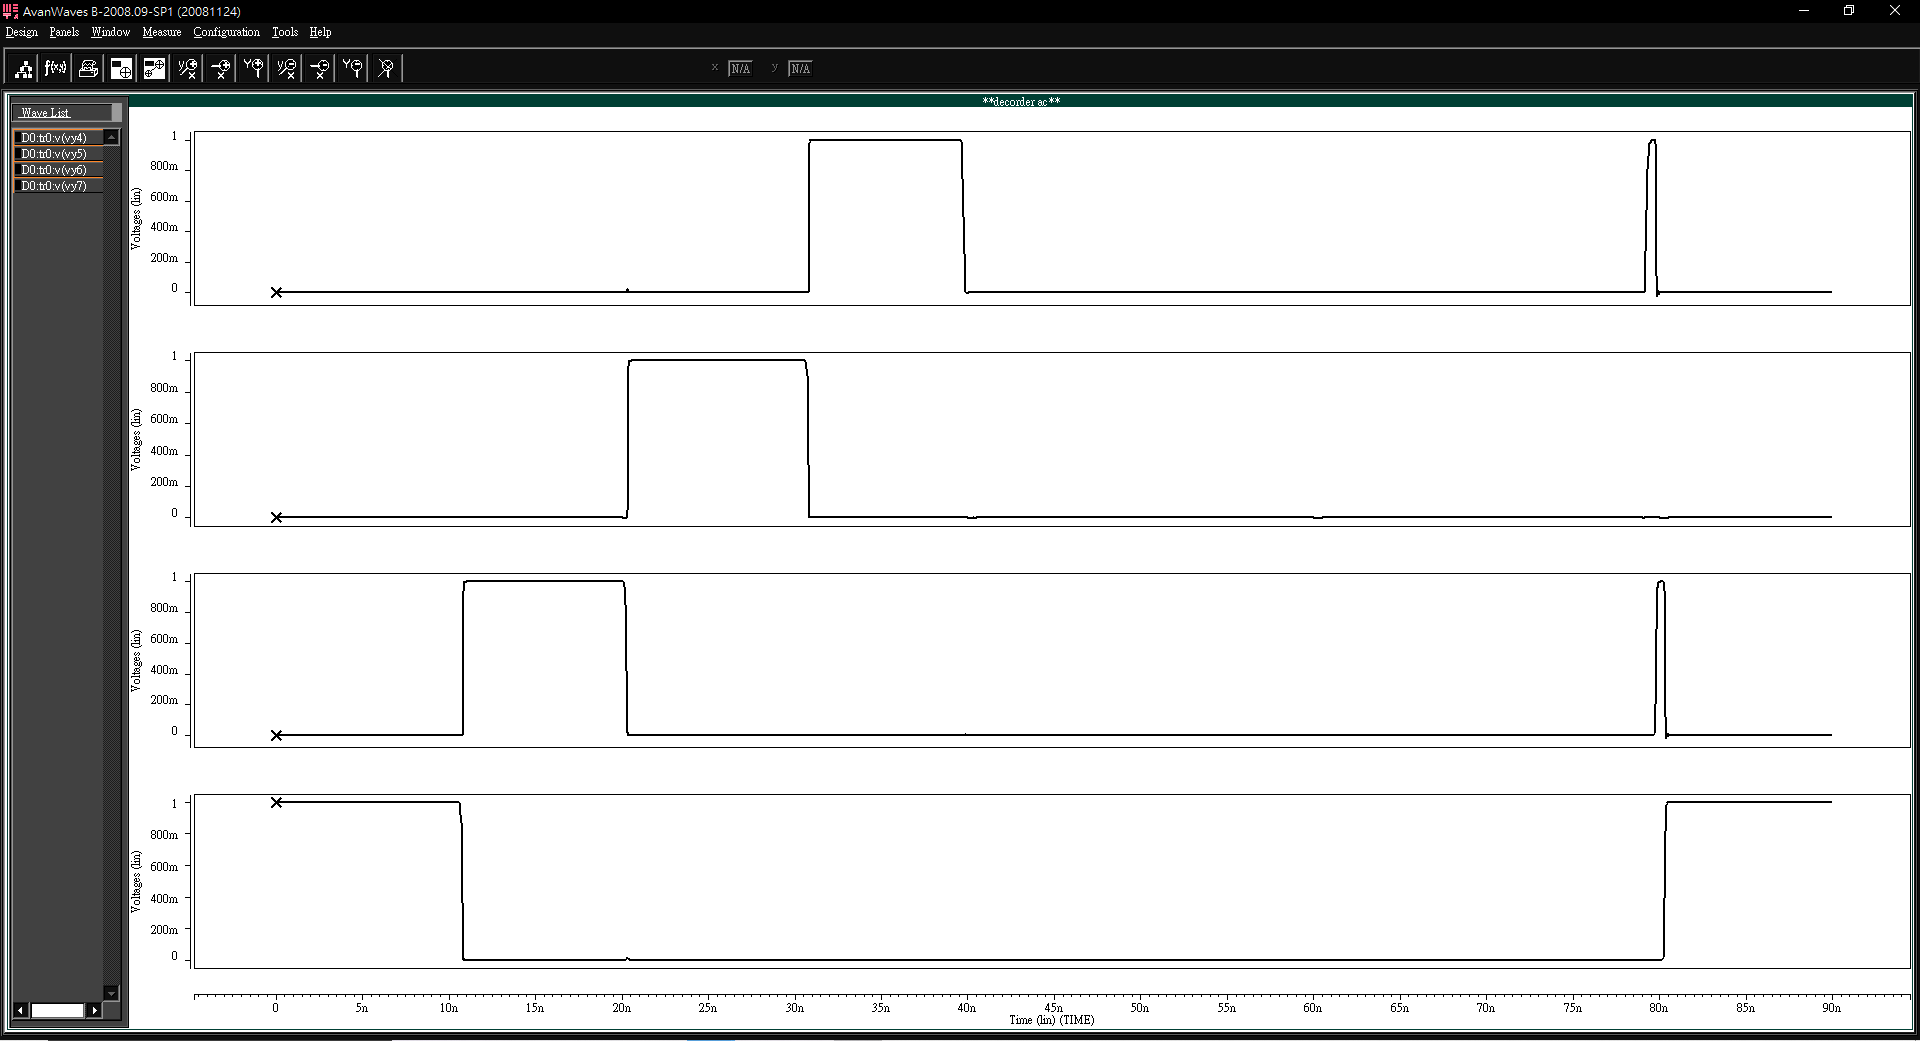 AvanWaves B-2008.09-SP1 (20081124)
Design Panels Window Measure Configuration Tools Help
f(x,y)
x N/A y N/A
**decorder ac**
Wave List
D0:tr0:v(vy4)
D0:tr0:v(vy5)
D0:tr0:v(vy6)
D0:tr0:v(vy7)
Voltages (lin)
1
800m
600m
400m
200m
0
Voltages (lin)
1
800m
600m
400m
200m
0
Voltages (lin)
1
800m
600m
400m
200m
0
Voltages (lin)
1
800m
600m
400m
200m
0
0 5n 10n 15n 20n 25n 30n 35n 40n 45n 50n 55n 60n 65n 70n 75n 80n 85n 90n
Time (lin) (TIME)